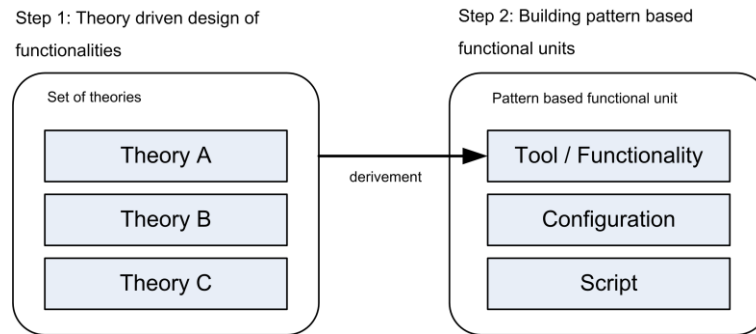 Step 1: Theory driven design of
functionalities
Set of theories
Theory A
Theory B
Theory C
derivement
Step 2: Building pattern based
functional units
Pattern based functional unit
Tool / Functionality
Configuration
Script